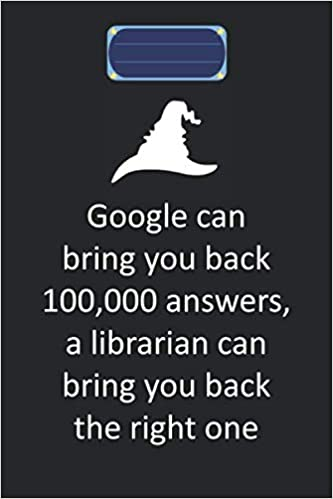 Google can
bring you back
100,000 answers,
a librarian can
bring you back
the right one